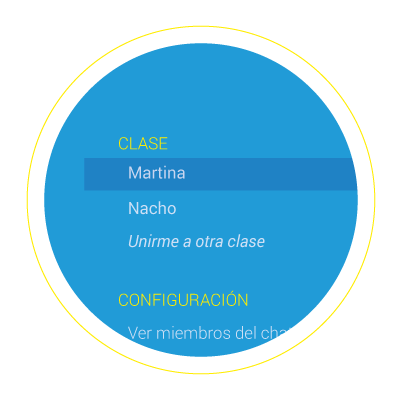 CLASE
Martina
Nacho
Unirme a otra clase
CONFIGURACIÓN
Ver miembros del